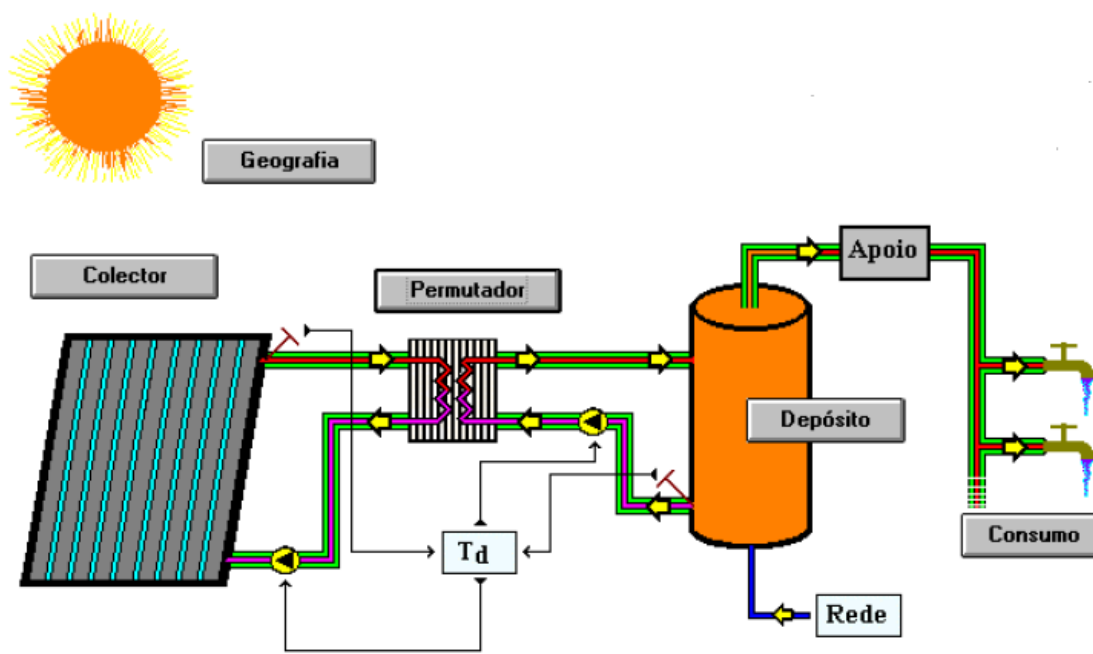 Geografia
Colector
Permutador
Apoio
Depósito
Consumo
Td
Rede